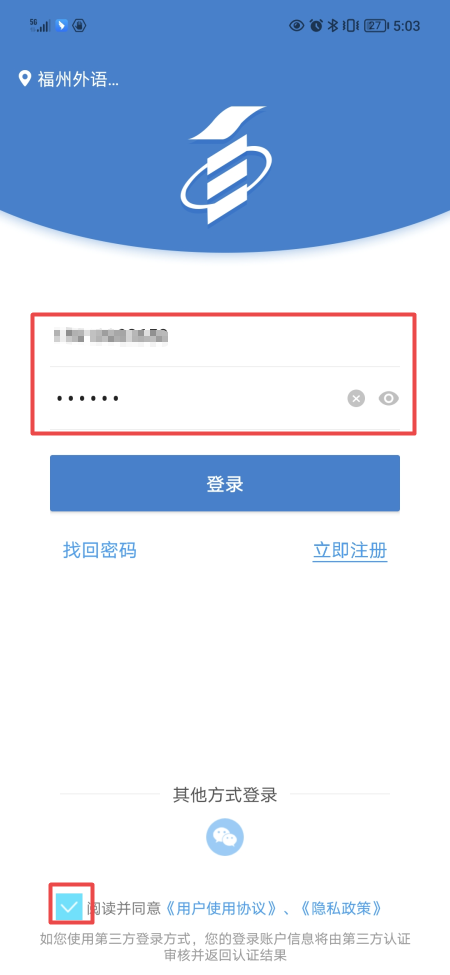 5G
27 5:03
福州外语...
••••••
登录
找回密码 立即注册
其他方式登录
阅读并同意《用户使用协议》、《隐私政策》
如您使用第三方登录方式，您的登录账户信息将由第三方认证
审核并返回认证结果